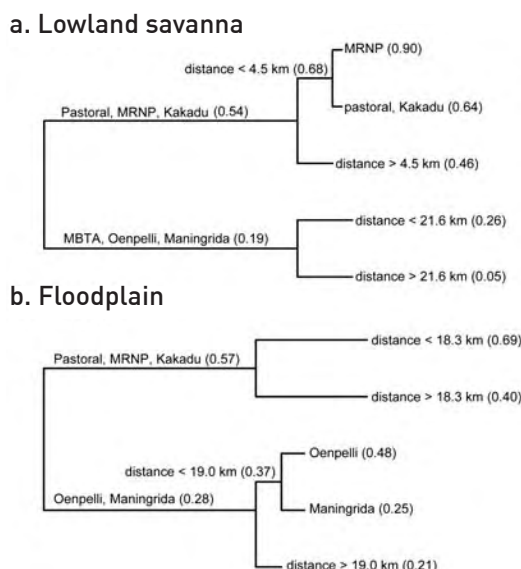 a. Lowland savanna
MRNP (0.90)
distance < 4.5 km (0.68)
pastoral, Kakadu (0.64)
Pastoral, MRNP, Kakadu (0.54)
distance > 4.5 km (0.46)
distance < 21.6 km (0.26)
MBTA, Oenpelli, Maningrida (0.19)
distance > 21.6 km (0.05)
b. Floodplain
distance < 18.3 km (0.69)
Pastoral, MRNP, Kakadu (0.57)
distance > 18.3 km (0.40)
Oenpelli (0.48)
distance < 19.0 km (0.37)
Oenpelli, Maningrida (0.28)
Maningrida (0.25)
distance > 19.0 km (0.21)